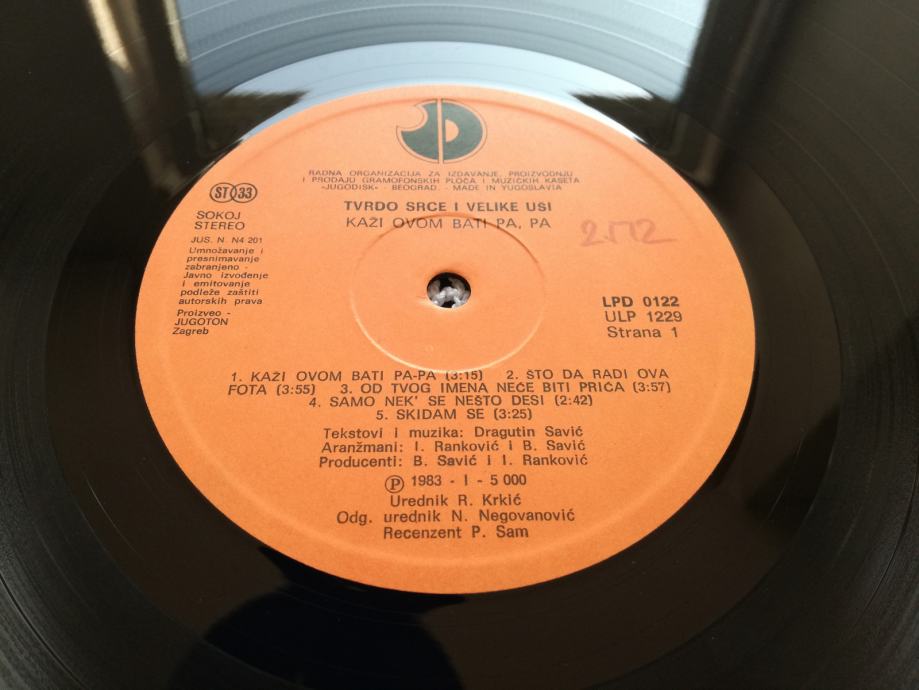 RADNA ORGANIZACIJA ZA IZDAVANJE, PROIZVODNJU
I PRODAJU GRAMOFONSKIH PLOČA I MUZIČKIH KASETA
«JUGODISK» - BEOGRAD - MADE IN YUGOSLAVIA
TVRDO SRCE I VELIKE UŠI
KAŽI OVOM BATI PA, PA
2.172
ST 33
SOKOJ
STEREO
JUS. N. N4 201
Umnožavanje i
presnimavanje
zabranjeno -
Javno izvođenje
i emitovanje
podleže zaštiti
autorskih prava
Proizveo -
JUGOTON
Zagreb
LPD 0122
ULP 1229
Strana 1
1. KAŽI OVOM BATI PA-PA (3:15) 2. ŠTO DA RADI OVA
FOTA (3:55) 3. OD TVOG IMENA NEĆE BITI PRIČA (3:57)
4. SAMO NEK' SE NEŠTO DESI (2:42)
5. SKIDAM SE (3:25)
Tekstovi i muzika: Dragutin Savić
Aranžmani: I. Ranković i B. Savić
Producenti: B. Savić i I. Ranković
Ⓟ 1983 - I - 5 000
Urednik R. Krkić
Odg. urednik N. Negovanović
Recenzent P. Sam